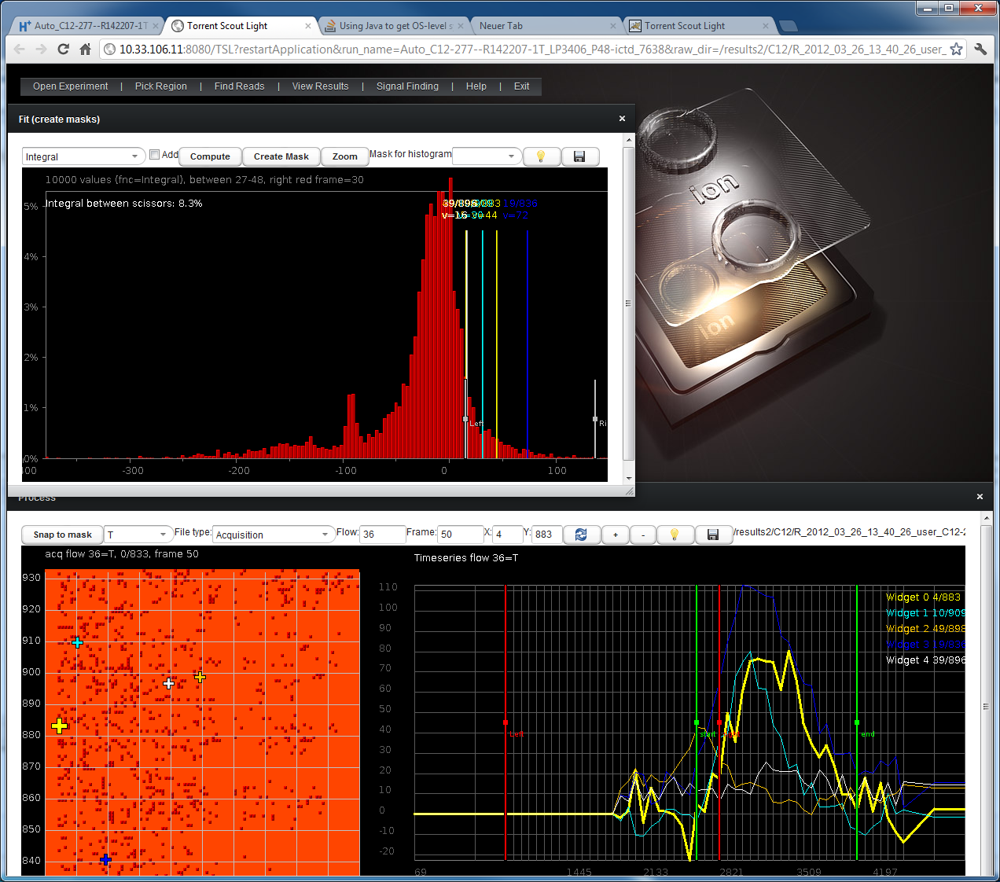 Auto_C12-277--R142207-1T
Torrent Scout Light
Using Java to get OS-level s
Neuer Tab
Torrent Scout Light
10.33.106.11:8080/TSL?restartApplication&run_name=Auto_C12-277--R142207-1T_LP3406_P48-ictd_7638&raw_dir=/results2/C12/R_2012_03_26_13_40_26_user_
Open Experiment | Pick Region | Find Reads | View Results | Signal Finding | Help | Exit
Fit (create masks)
Integral
Add
Compute
Create Mask
Zoom
Mask for histogram
10000 values (fnc=Integral), between 27-48, right red frame=30
Integral between scissors: 8.3%
19/836
v=44
v=72
5%
4%
3%
2%
1%
0%
Left
Ri
-300
-200
-100
0
100
ion
ion
Process
Snap to mask
T
File type:
Acquisition
Flow:
36
Frame:
50
X:
4
Y:
883
+
-
/results2/C12/R_2012_03_26_13_40_26_user_C12-2
acq flow 36=T, 0/833, frame 50
930
920
910
900
890
880
870
860
850
840
Timeseries flow 36=T
110
100
90
80
70
60
50
40
30
20
10
0
-10
-20
Widget 0 4/883
Widget 1 10/909
Widget 2 49/898
Widget 3 19/83
Widget 4 39/896
Left
start
end
69
1445
2133
2821
3509
4197